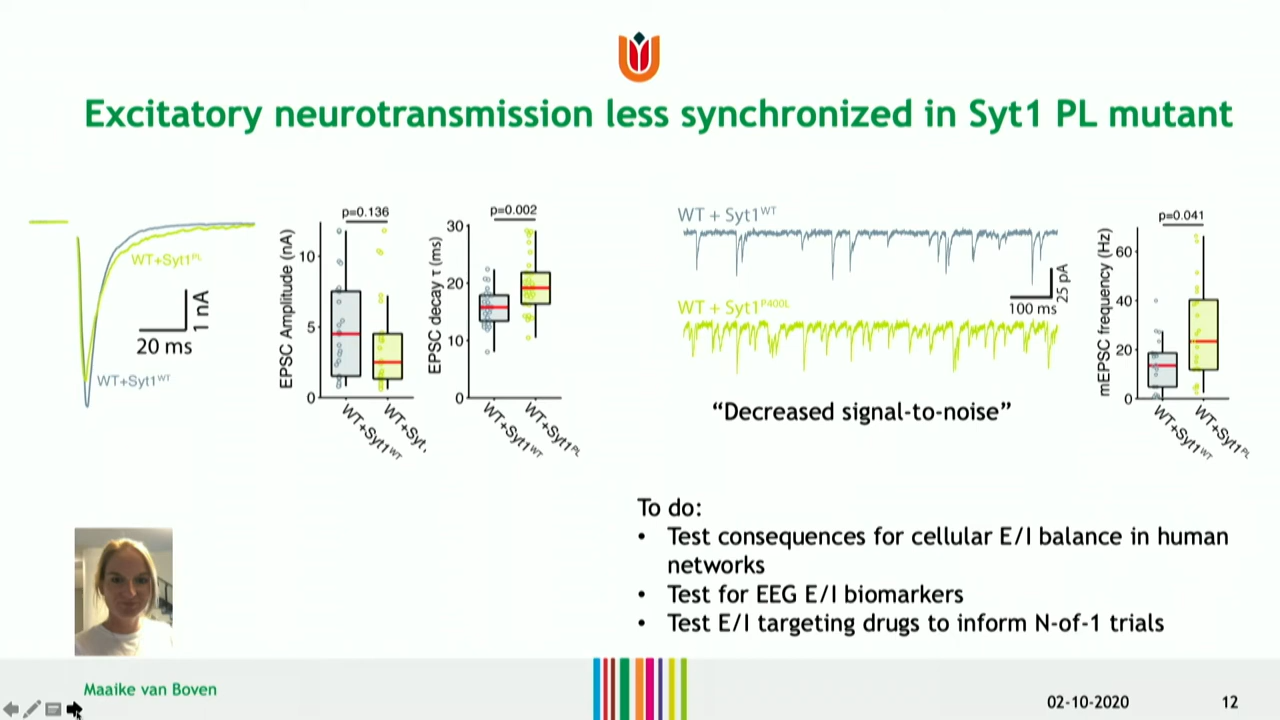 Excitatory neurotransmission less synchronized in Syt1 PL mutant
WT+Syt1PL
1 nA
20 ms
WT+Syt1WT
p=0.136
EPSC Amplitude (nA)
10
5
0
WT+Syt1WT
WT+Syt,
p=0.002
EPSC decay τ (ms)
30
20
10
0
WT+Syt1WT
WT+Syt1PL
WT + Syt1WT
25 pA
100 ms
WT + Syt1P400L
"Decreased signal-to-noise"
p=0.041
mEPSC frequency (Hz)
60
40
20
0
WT+Syt1WT
WT+Syt1PL
To do:
• Test consequences for cellular E/I balance in human
networks
• Test for EEG E/I biomarkers
• Test E/I targeting drugs to inform N-of-1 trials
Maaike van Boven
02-10-2020
12